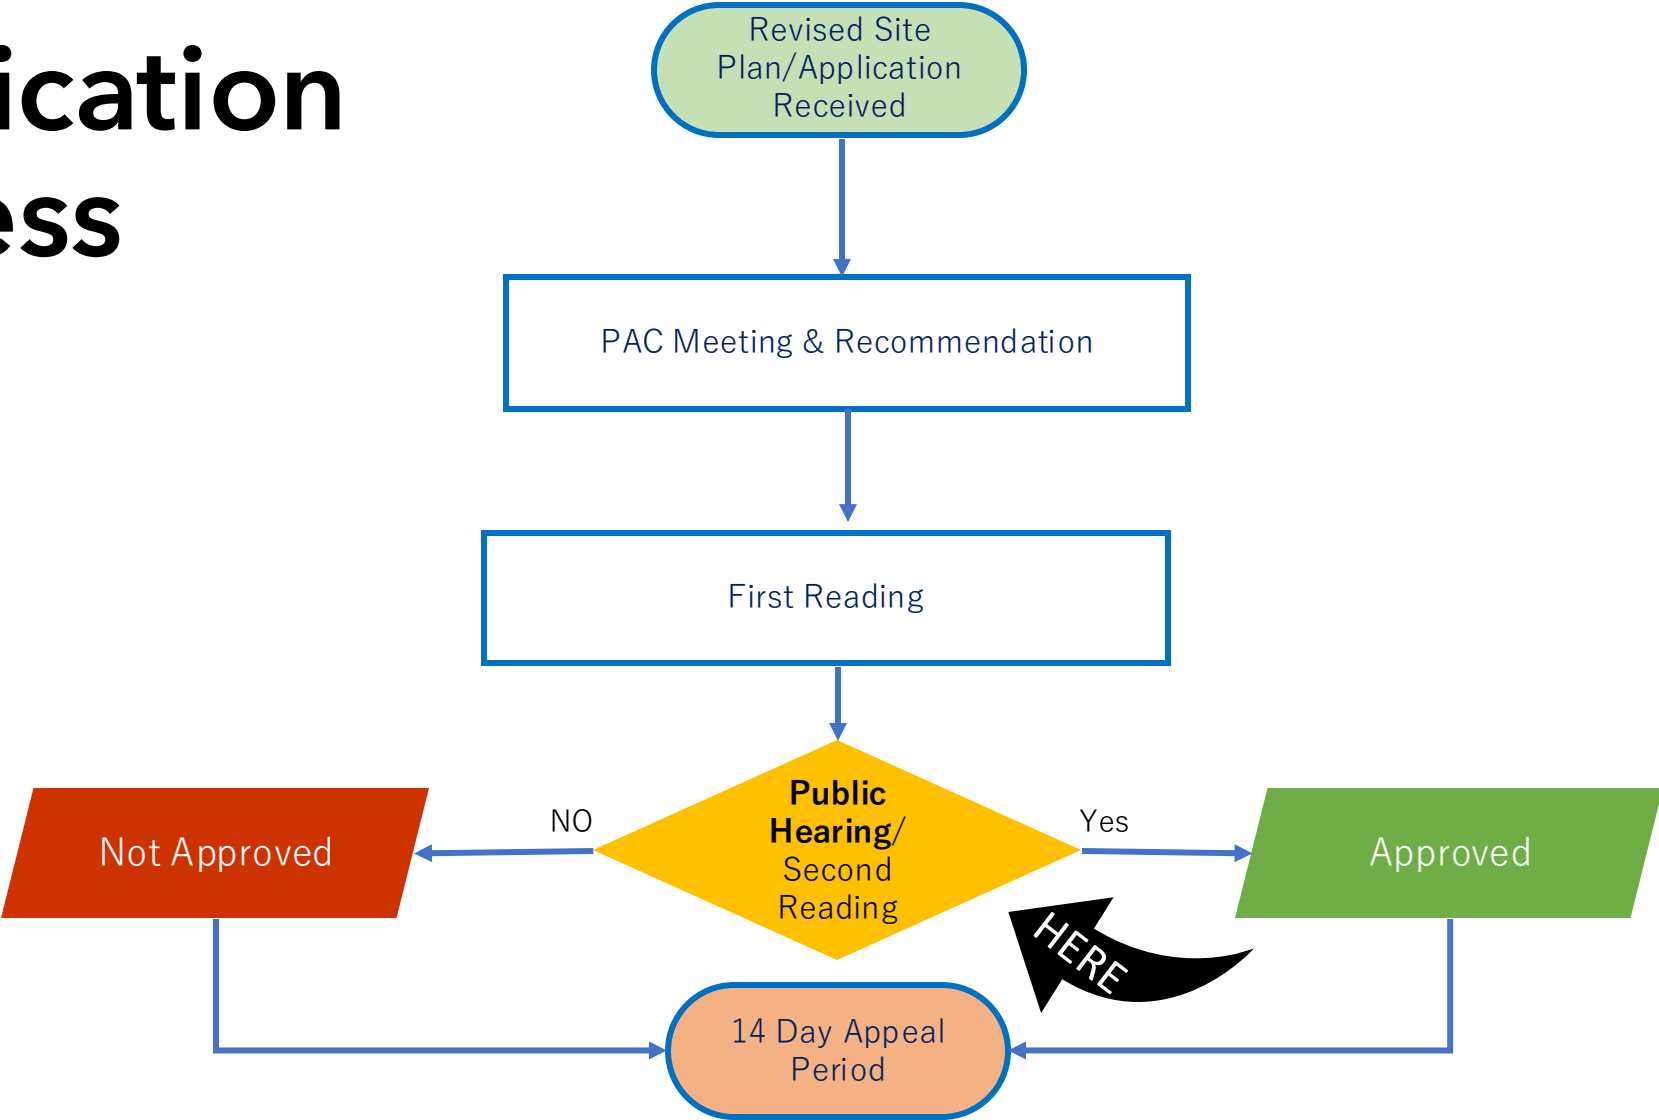 ication
ess
Revised Site
Plan/Application
Received
PAC Meeting & Recommendation
First Reading
Public
Hearing/
Second
Reading
NO
Yes
Not Approved
Approved
HERE
14 Day Appeal
Period